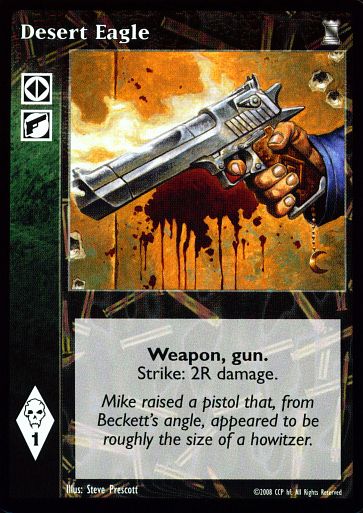 Desert Eagle
Weapon, gun.
Strike: 2R damage.
Mike raised a pistol that, from
Beckett's angle, appeared to be
roughly the size of a howitzer.
1
Illus: Steve Prescott
©2008 CCP hf. All Rights Reserved